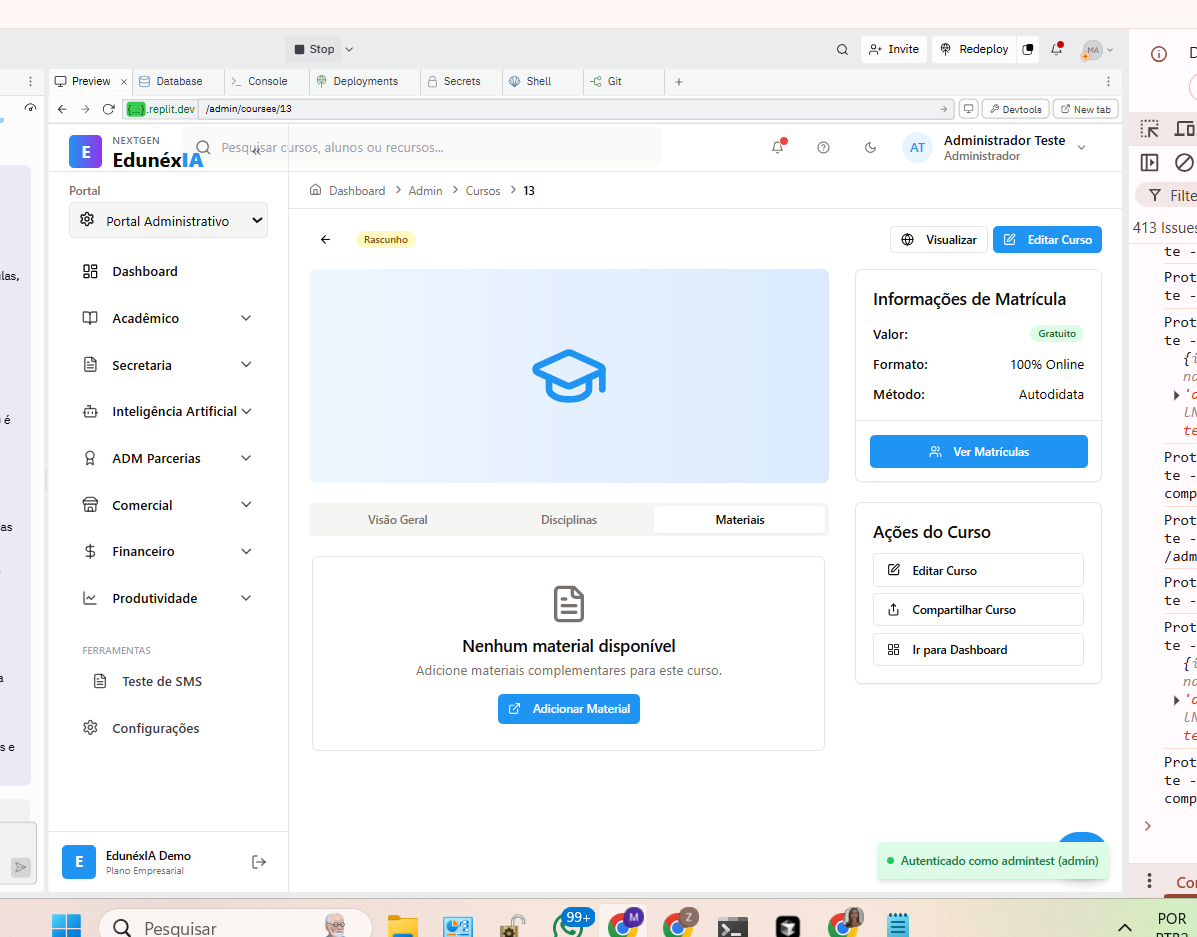 Stop
Invite
Redeploy
MA
Preview
Database
Console
Deployments
Secrets
Shell
Git
{...}.replit.dev
/admin/courses/13
Devtools
New tab
E
NEXTGEN
EdunéxIA
Pesquisar cursos, alunos ou recursos...
AT
Administrador Teste
Administrador
Portal
Portal Administrativo
Dashboard
Acadêmico
Secretaria
Inteligência Artificial
ADM Parcerias
Comercial
Financeiro
Produtividade
FERRAMENTAS
Teste de SMS
Configurações
E
EdunéxIA Demo
Plano Empresarial
Dashboard > Admin > Cursos > 13
Rascunho
Visualizar
Editar Curso
Visão Geral
Disciplinas
Materiais
Nenhum material disponível
Adicione materiais complementares para este curso.
Adicionar Material
Informações de Matrícula
Valor:
Gratuito
Formato:
100% Online
Método:
Autodidata
Ver Matrículas
Ações do Curso
Editar Curso
Compartilhar Curso
Ir para Dashboard
Autenticado como admintest (admin)
413 Issues
te -
Prot
te -
Prot
te -
Prot
te -
comp
Prot
te -
/adm
Prot
te -
Prot
te -
Prot
te -
comp
Pesquisar
99+
M
Z
POR